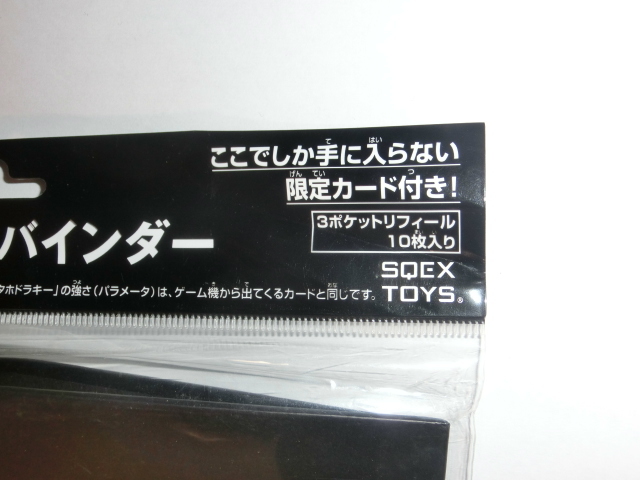 ここでしか手に入らない
限定カード付き!
3ポケットリフィール
10枚入り
バインダー
タホドラキー」の強さ(パラメータ)は、ゲーム機から出てくるカードと同じです。
SQEX
TOYS®